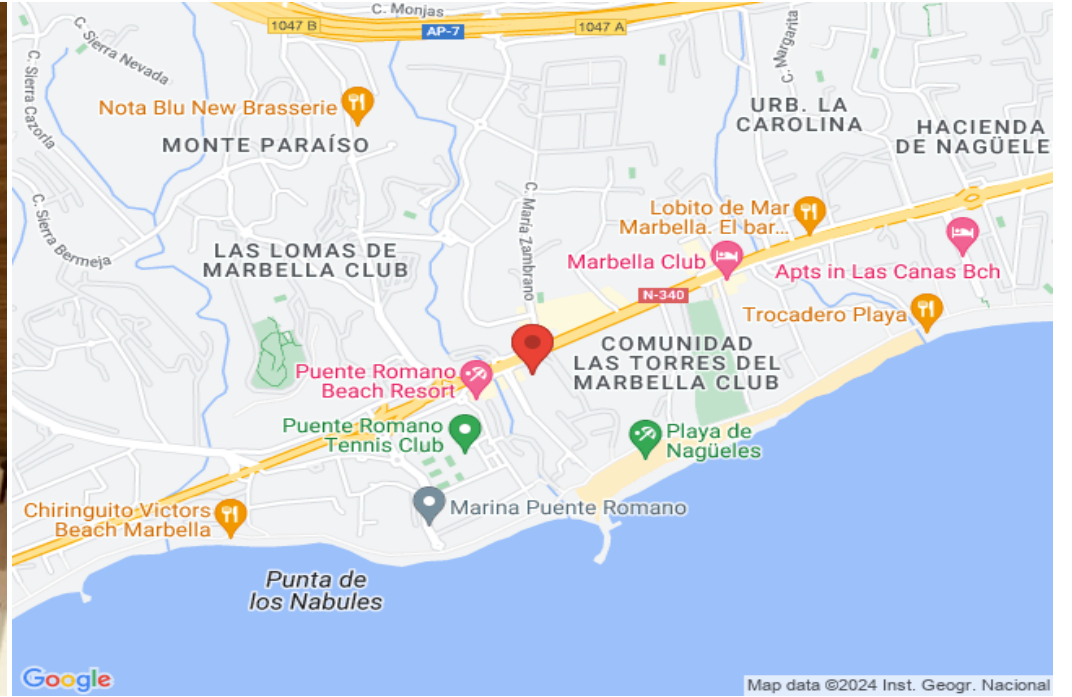 C. Monjas
1047 B
AP-7
1047 A
C. Sierra Nevada
C. Sierra Cazorla
C. Margarita
Nota Blu New Brasserie
URB. LA
CAROLINA
HACIENDA
DE NAGÜELE
MONTE PARAÍSO
C. María Zambrano
C. Sierra Bermeja
Lobito de Mar
Marbella. El bar...
LAS LOMAS DE
MARBELLA CLUB
Marbella Club
Apts in Las Canas Bch
N-340
Trocadero Playa
COMUNIDAD
LAS TORRES DEL
MARBELLA CLUB
Puente Romano
Beach Resort
Puente Romano
Tennis Club
Playa de
Nagüeles
Marina Puente Romano
Chiringuito Victors
Beach Marbella
Punta de
los Nabules
Google
Map data ©2024 Inst. Geogr. Nacional